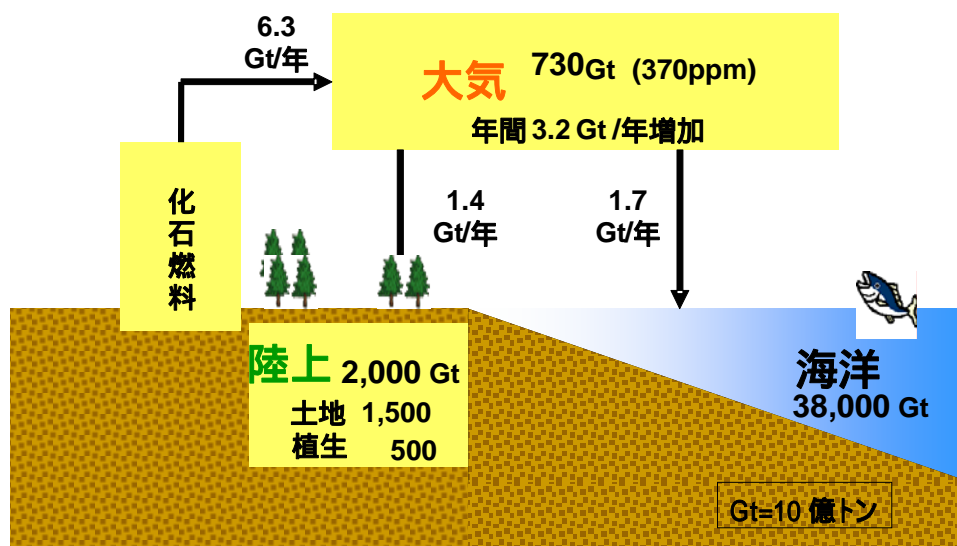 6.3
Gt/年
大気 730Gt (370ppm)
年間 3.2 Gt /年増加
化石燃料
1.4
Gt/年
1.7
Gt/年
陸上 2,000 Gt
土地 1,500
植生 500
海洋
38,000 Gt
Gt=10 億トン